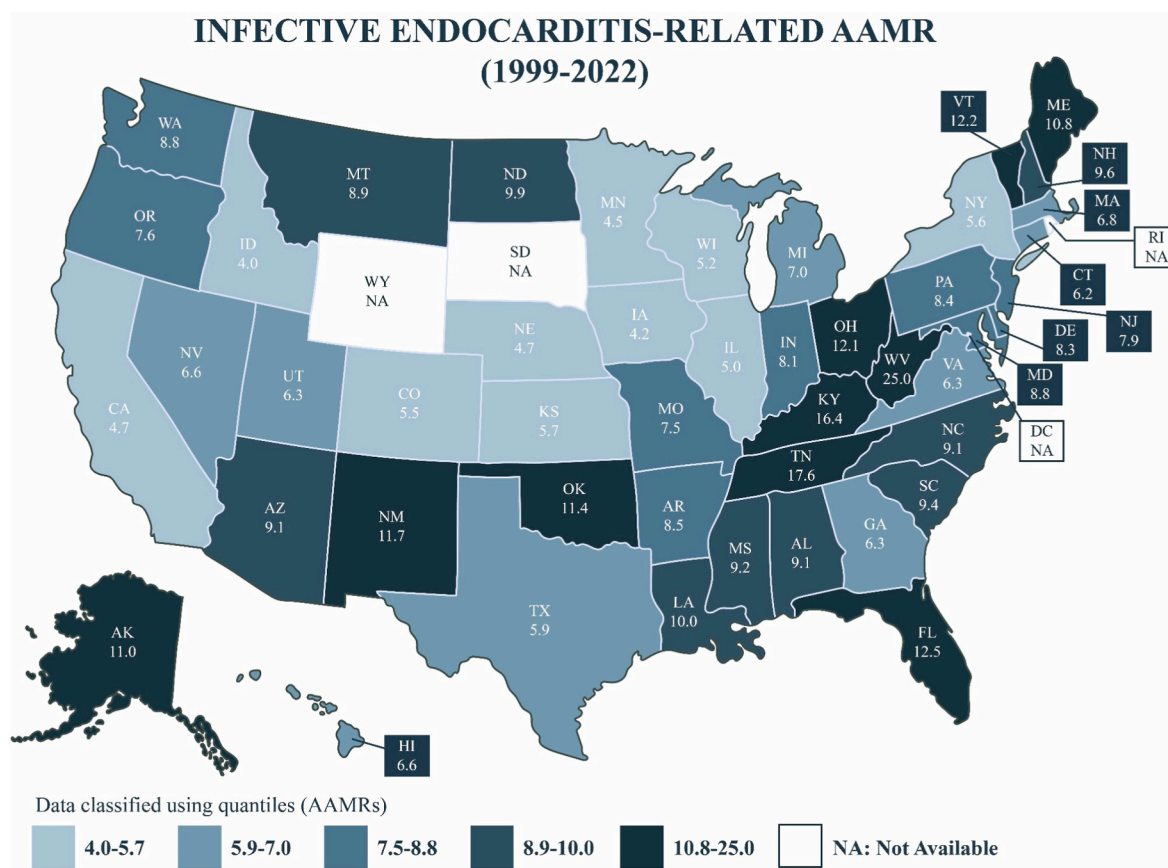 INFECTIVE ENDOCARDITIS-RELATED AAMR
(1999-2022)
WA
8.8
OR
7.6
ID
4.0
MT
8.9
ND
9.9
SD
NA
WY
NA
MN
4.5
WI
5.2
MI
7.0
NY
5.6
VT
12.2
ME
10.8
NH
9.6
MA
6.8
RI
NA
CT
6.2
NJ
7.9
DE
8.3
MD
8.8
DC
NA
PA
8.4
OH
12.1
IN
8.1
IL
5.0
IA
4.2
NE
4.7
NV
6.6
UT
6.3
CO
5.5
CA
4.7
KS
5.7
MO
7.5
KY
16.4
WV
25.0
VA
6.3
NC
9.1
TN
17.6
SC
9.4
AZ
9.1
NM
11.7
OK
11.4
AR
8.5
MS
9.2
AL
9.1
GA
6.3
LA
10.0
TX
5.9
FL
12.5
AK
11.0
HI
6.6
Data classified using quantiles (AAMRs)
4.0-5.7
5.9-7.0
7.5-8.8
8.9-10.0
10.8-25.0
NA: Not Available